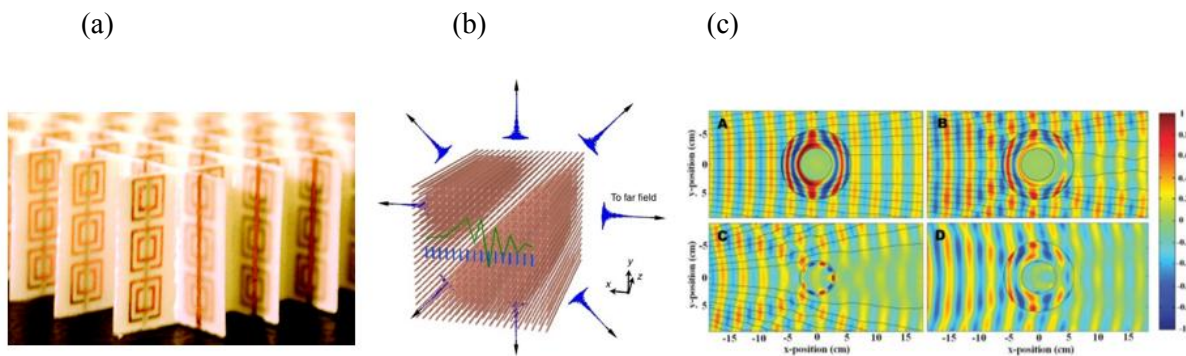 (a)
(b)
(c)
To far field
y
z
x
A
B
C
D
y-position (cm)
-5
0
5
y-position (cm)
-5
0
5
-15 -10 -5 0 5 10 15
x-position (cm)
-15 -10 -5 0 5 10 15
x-position (cm)
1
0